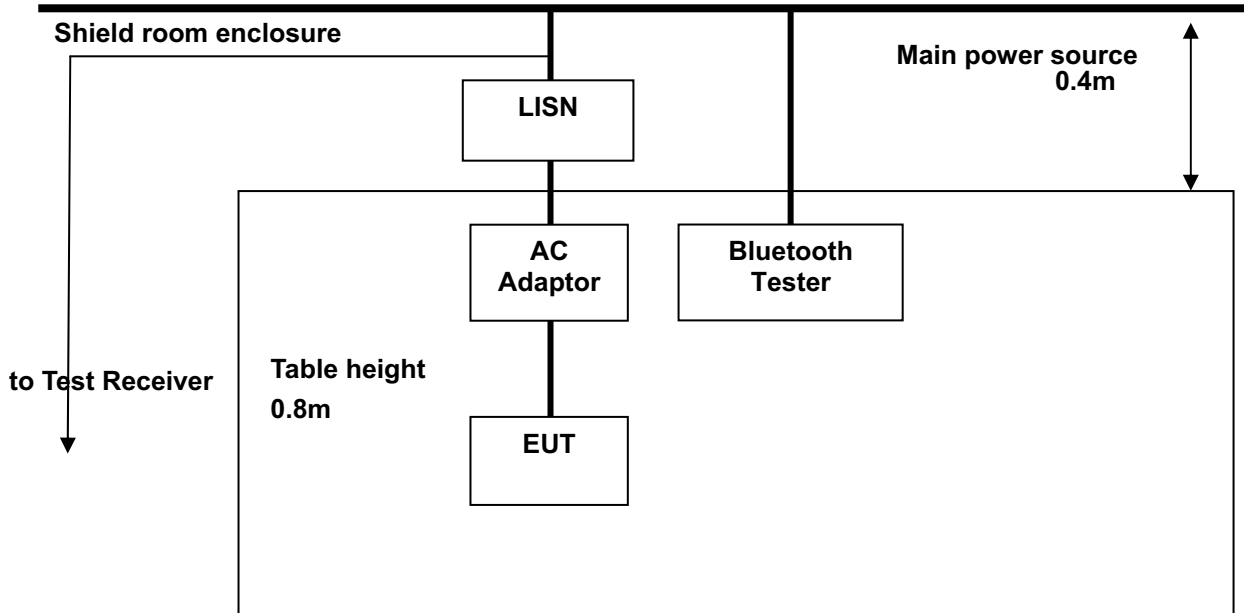 Shield room enclosure
Main power source
0.4m
LISN
AC
Adaptor
Bluetooth
Tester
Table height
0.8m
to Test Receiver
EUT